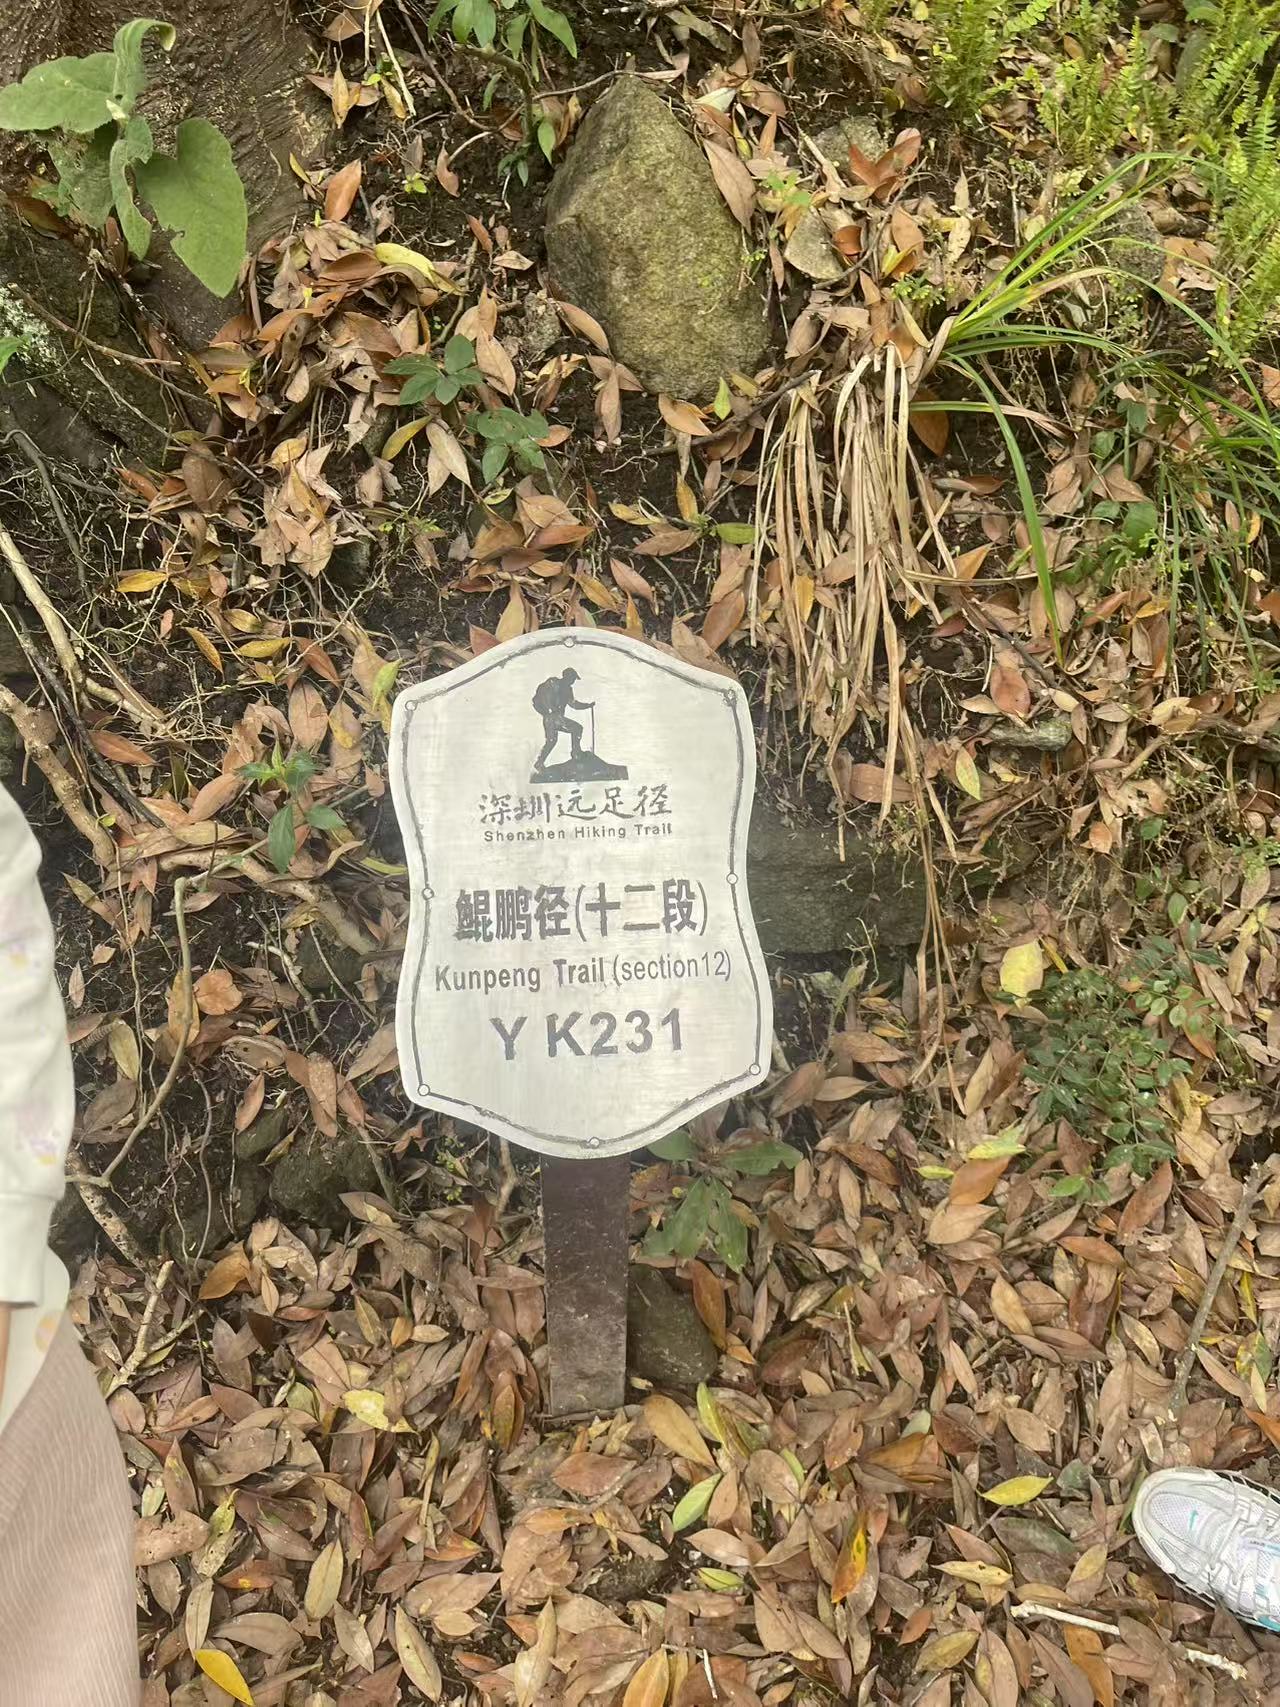 深圳远足径
Shenzhen Hiking Trail
鲲鹏径(十二段)
Kunpeng Trail (section12)
Y K231